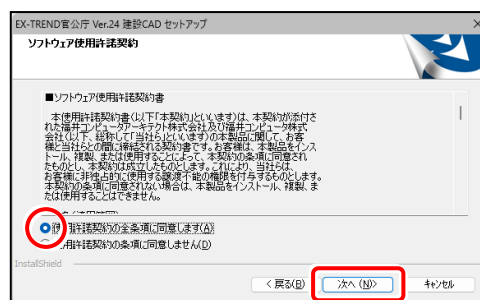 EX-TREND官公庁 Ver.24 建設CAD セットアップ
ソフトウェア使用許諾契約
■ソフトウェア使用許諾契約書
本使用許諾契約書(以下「本契約」といいます)は、本契約が添付さ
れた福井コンピュータアーキテクト株式会社及び福井コンピュータ株式
会社(以下、総称して「当社ら」といいます)の本製品に関して、お客
様と当社らとの間に締結される契約書です。お客様は、本製品をインス
トール、複製、または使用することによって、本契約の条項に同意され
たものとし、本契約は成立したものとします。これにより、当社らは、
お客様に非独占的に使用する譲渡不能の権限を付与するものとします。
本契約の条項に同意されない場合は、本製品をインストール、複製、ま
たは使用することはできません。
使用許諾契約の全条項に同意します(A)
使用許諾契約の条項に同意しません(D)
InstallShield
< 戻る(B)
次へ (N)>
キャンセル